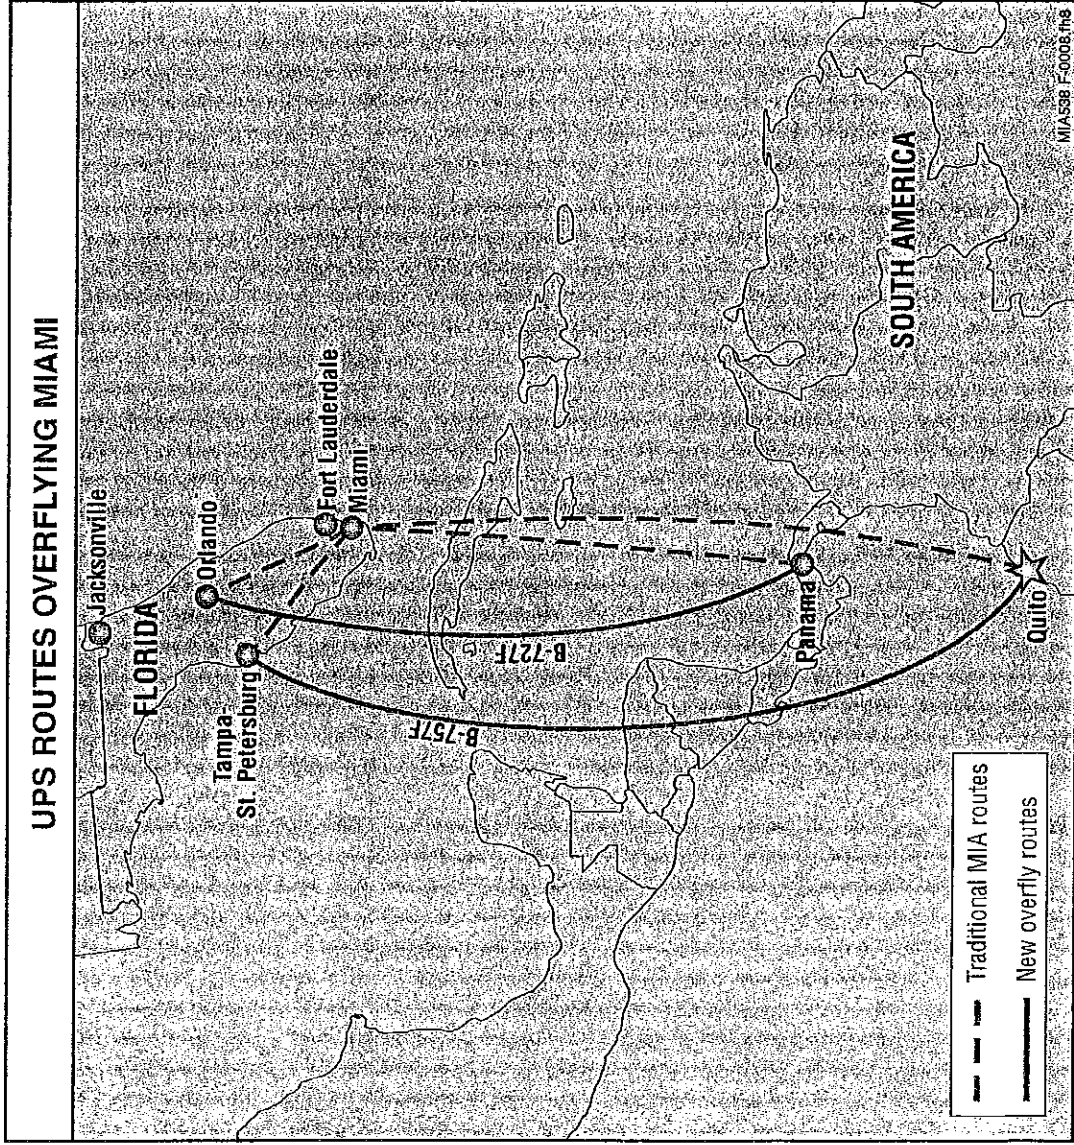 UPS ROUTES OVERFLYING MIAMI
Jacksonville
FLORIDA
Orlando
Tampa-
St. Petersburg
Fort Lauderdale
Miami
B-727F
B-757F
Panama
Quito
SOUTH AMERICA
Traditional MIA routes
New overfly routes
MIA538 F-0008.fh8